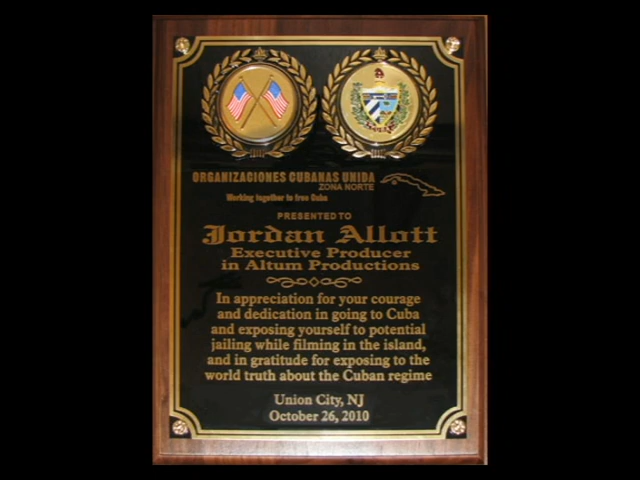 ORGANIZACIONES CUBANAS UNIDA
ZONA NORTE
Working together to free Cuba
PRESENTED TO
Jordan Allott
Executive Producer
in Altum Productions
In appreciation for your courage
and dedication in going to Cuba
and exposing yourself to potential
jailing while filming in the island,
and in gratitude for exposing to the
world truth about the Cuban regime
Union City, NJ
October 26, 2010